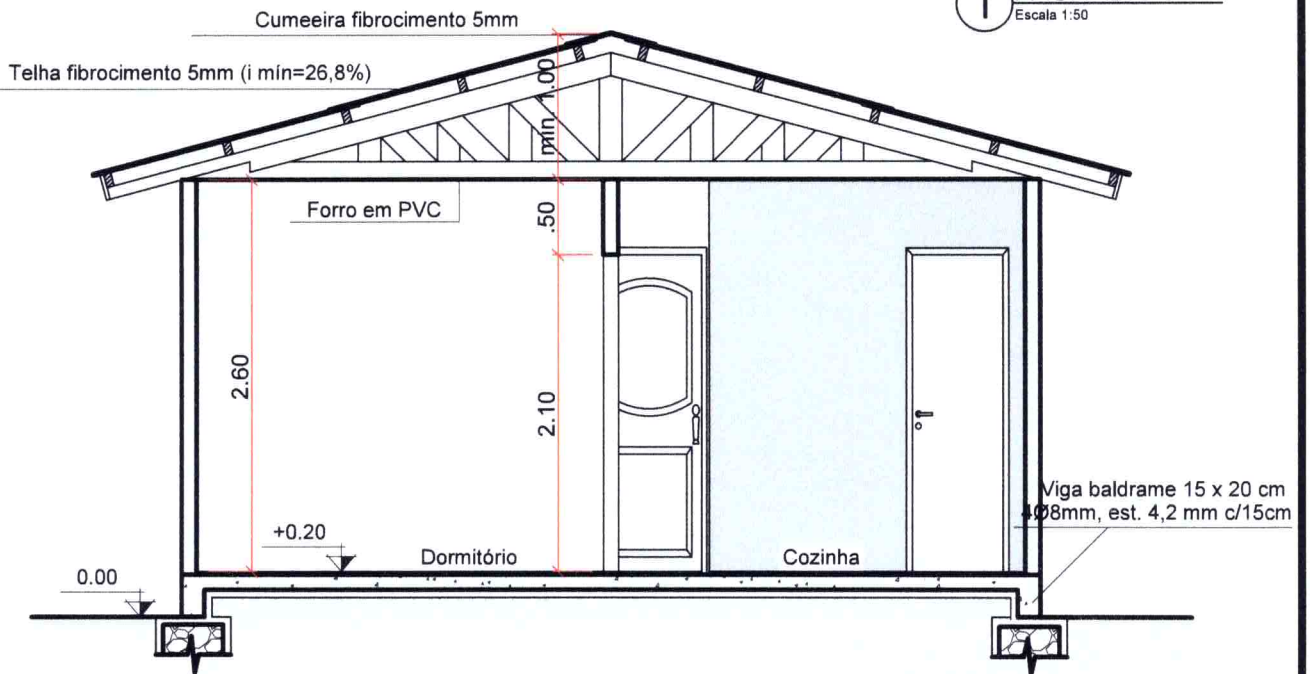 1
Escala 1:50
Cumeeira fibrocimento 5mm
Telha fibrocimento 5mm (i mín=26,8%)
mín. 1.00
Forro em PVC
.50
2.60
2.10
Viga baldrame 15 x 20 cm
4Ø8mm, est. 4,2 mm c/15cm
+0.20
Dormitório
Cozinha
0.00